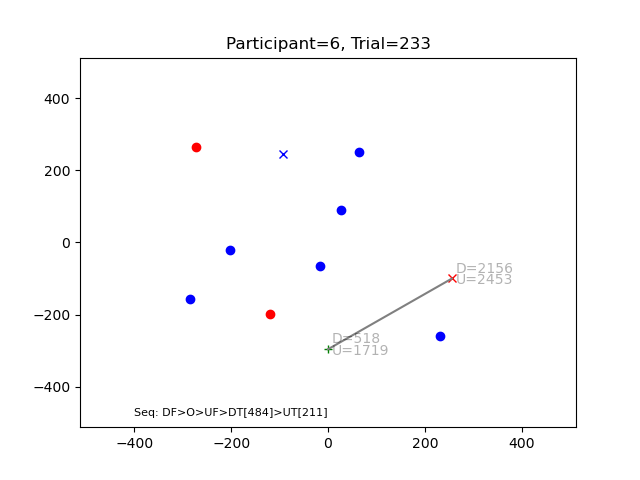 Participant=6, Trial=233
400
200
0
−200
−400
D=2156
U=2453
D=518
U=1719
Seq: DF>O>UF>DT[484]>UT[211]
−400
−200
0
200
400